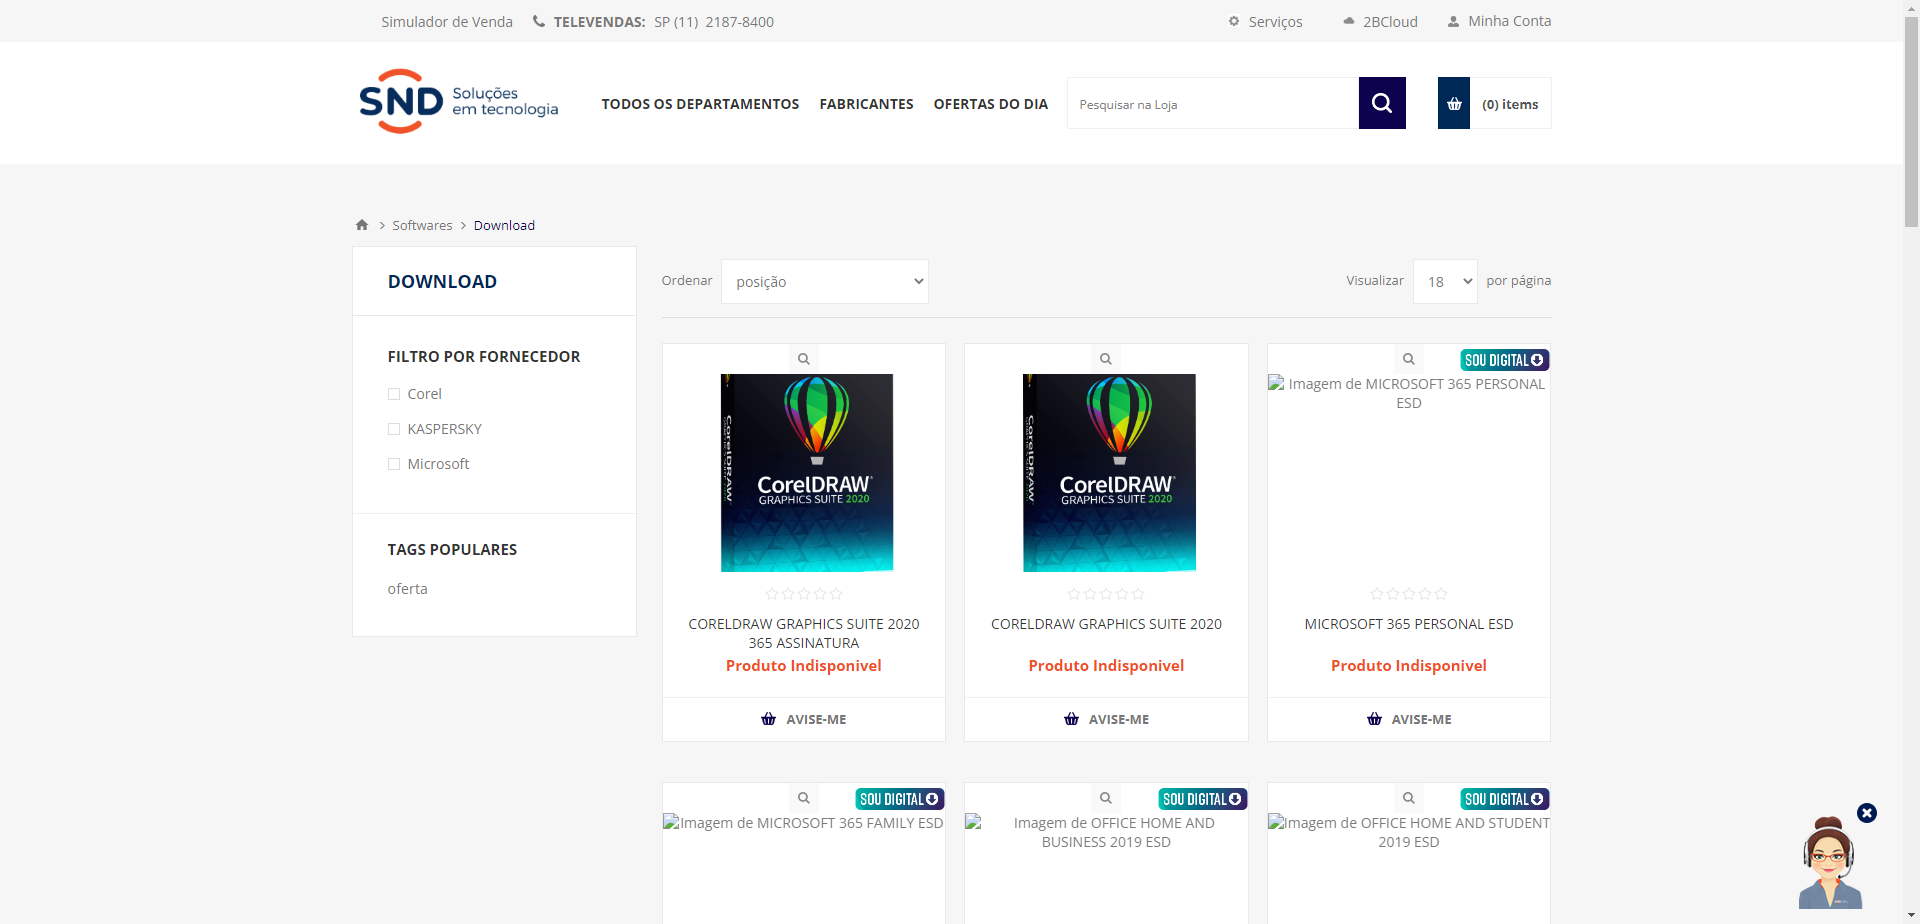 Simulador de Venda
TELEVENDAS: SP (11) 2187-8400
Serviços
2BCloud
Minha Conta
SND Soluções
em tecnologia
TODOS OS DEPARTAMENTOS
FABRICANTES
OFERTAS DO DIA
Pesquisar na Loja
(0) items
Softwares
Download
DOWNLOAD
FILTRO POR FORNECEDOR
Corel
KASPERSKY
Microsoft
TAGS POPULARES
oferta
Ordenar
posição
Visualizar
18
por página
CorelDRAW
CorelDRAW
GRAPHICS SUITE 2020
CORELDRAW GRAPHICS SUITE 2020
365 ASSINATURA
Produto Indisponivel
AVISE-ME
CorelDRAW
CorelDRAW
GRAPHICS SUITE 2020
CORELDRAW GRAPHICS SUITE 2020
Produto Indisponivel
AVISE-ME
SOU DIGITAL
Imagem de MICROSOFT 365 PERSONAL
ESD
MICROSOFT 365 PERSONAL ESD
Produto Indisponivel
AVISE-ME
SOU DIGITAL
Imagem de MICROSOFT 365 FAMILY ESD
SOU DIGITAL
Imagem de OFFICE HOME AND
BUSINESS 2019 ESD
SOU DIGITAL
Imagem de OFFICE HOME AND STUDENT
2019 ESD